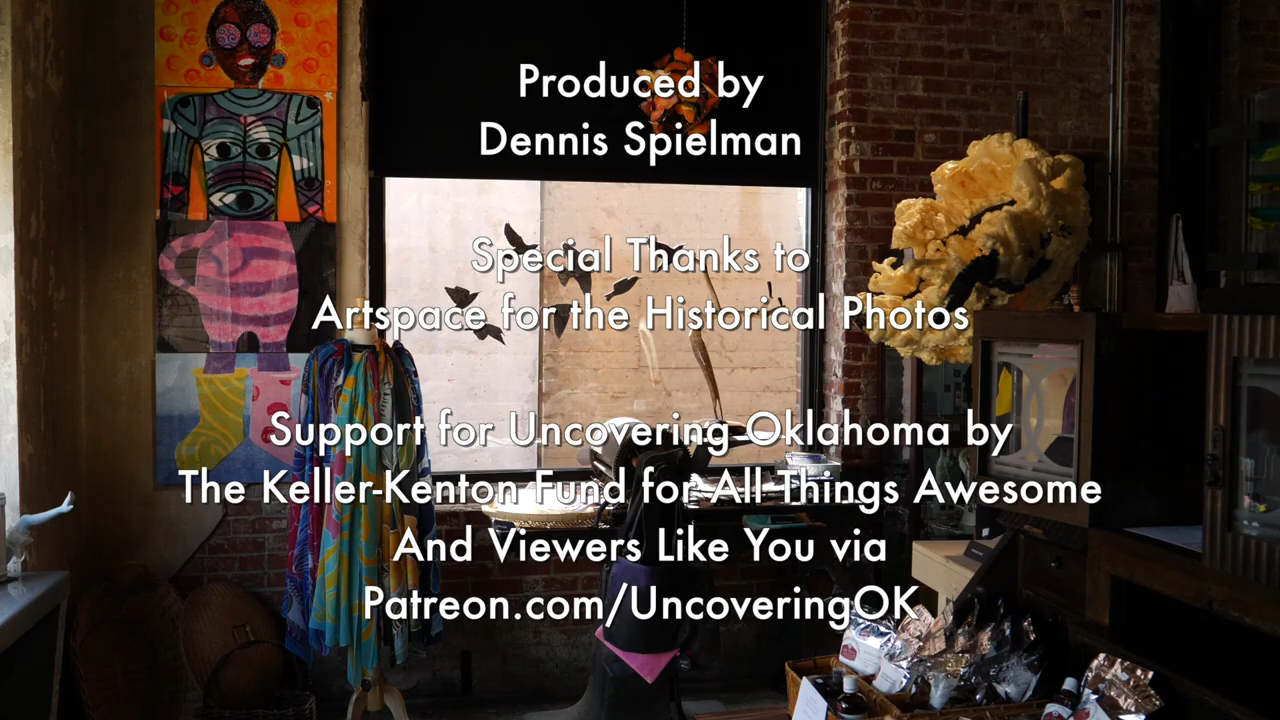 Produced by
Dennis Spielman
Special Thanks to
Artspace for the Historical Photos
Support for Uncovering Oklahoma by
The Keller-Kenton Fund for All Things Awesome
And Viewers Like You via
Patreon.com/UncoveringOK